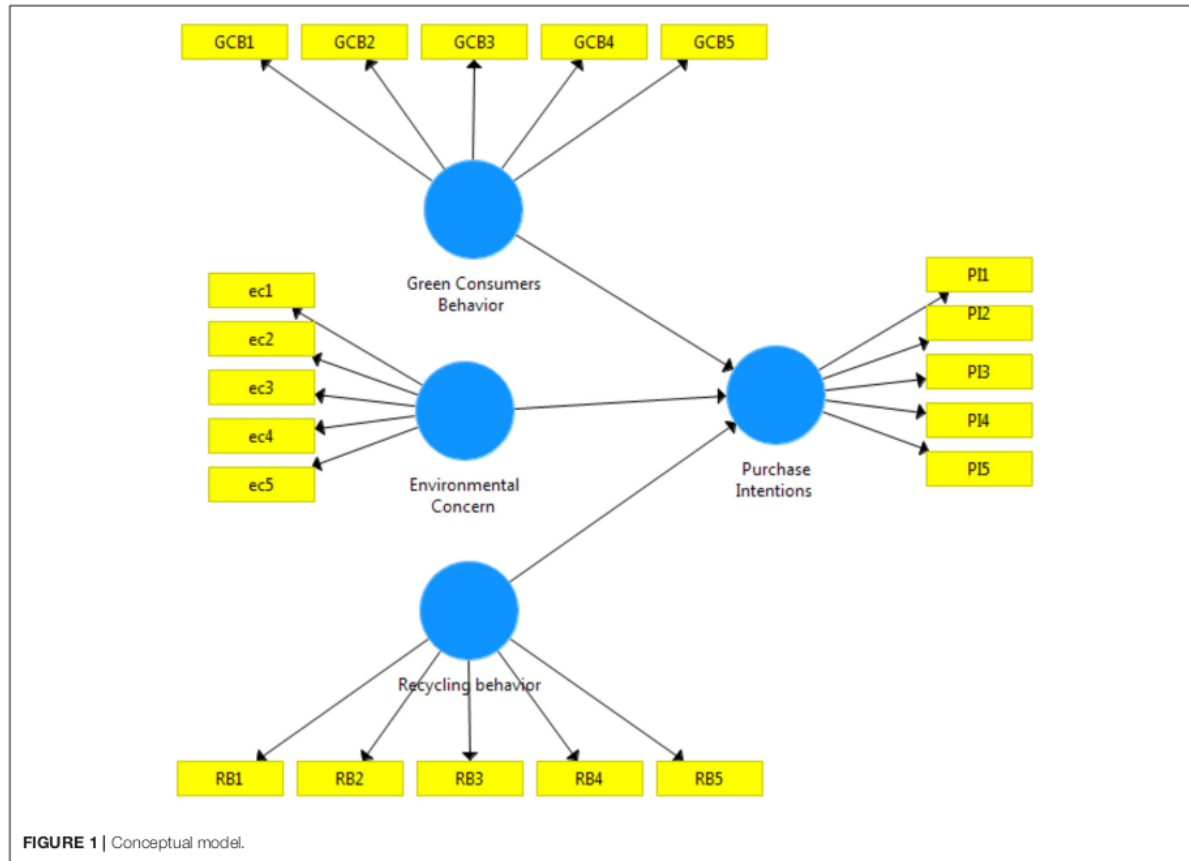 GCB1 GCB2 GCB3 GCB4 GCB5
Green Consumers
Behavior
ec1
ec2
ec3
ec4
ec5
Environmental
Concern
PI1
PI2
PI3
PI4
PI5
Purchase
Intentions
Recycling behavior
RB1 RB2 RB3 RB4 RB5
FIGURE 1 | Conceptual model.